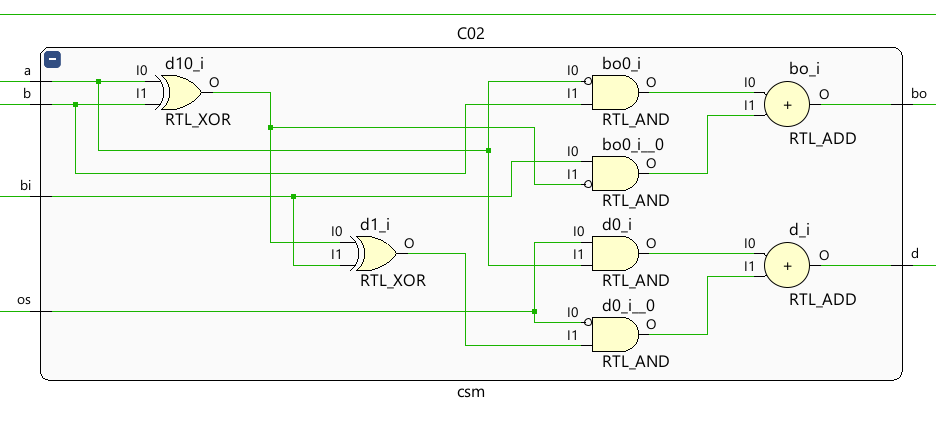 C02
a
b
bi
os
I0
I1
d10_i
O
RTL_XOR
I0
I1
d1_i
O
RTL_XOR
I0
I1
bo0_i
O
RTL_AND
I0
I1
bo0_i__0
O
RTL_AND
I0
I1
d0_i
O
RTL_AND
I0
I1
d0_i__0
O
RTL_AND
I0
I1
bo_i
+
O
RTL_ADD
I0
I1
d_i
+
O
RTL_ADD
bo
d
csm